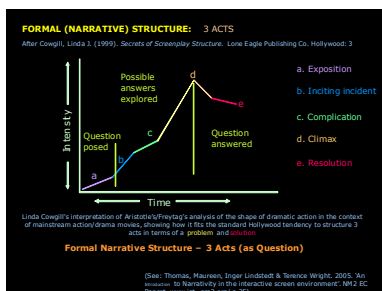 FORMAL (NARRATIVE) STRUCTURE: 3 ACTS
After Cowgill, Linda J. (1999). Secrets of Screenplay Structure. Lone Eagle Publishing Co. Hollywood: 3
d
Possible
answers
explored
a. Exposition
b. Inciting incident
c. Complication
d. Climax
e. Resolution
e
Intensity
Question
posed
c
Question
answered
b
a
Time
Linda Cowgill's interpretation of Aristotle's/Freytag's analysis of the shape of dramatic action in the context
of mainstream action/drama movies, showing how it fits the standard Hollywood tendency to structure 3
acts in terms of a problem and solution
Formal Narrative Structure – 3 Acts (as Question)
(See: Thomas, Maureen, Inger Lindstedt & Terence Wright. 2005. 'An
Introduction to Narrativity in the interactive screen environment'. NM2 EC